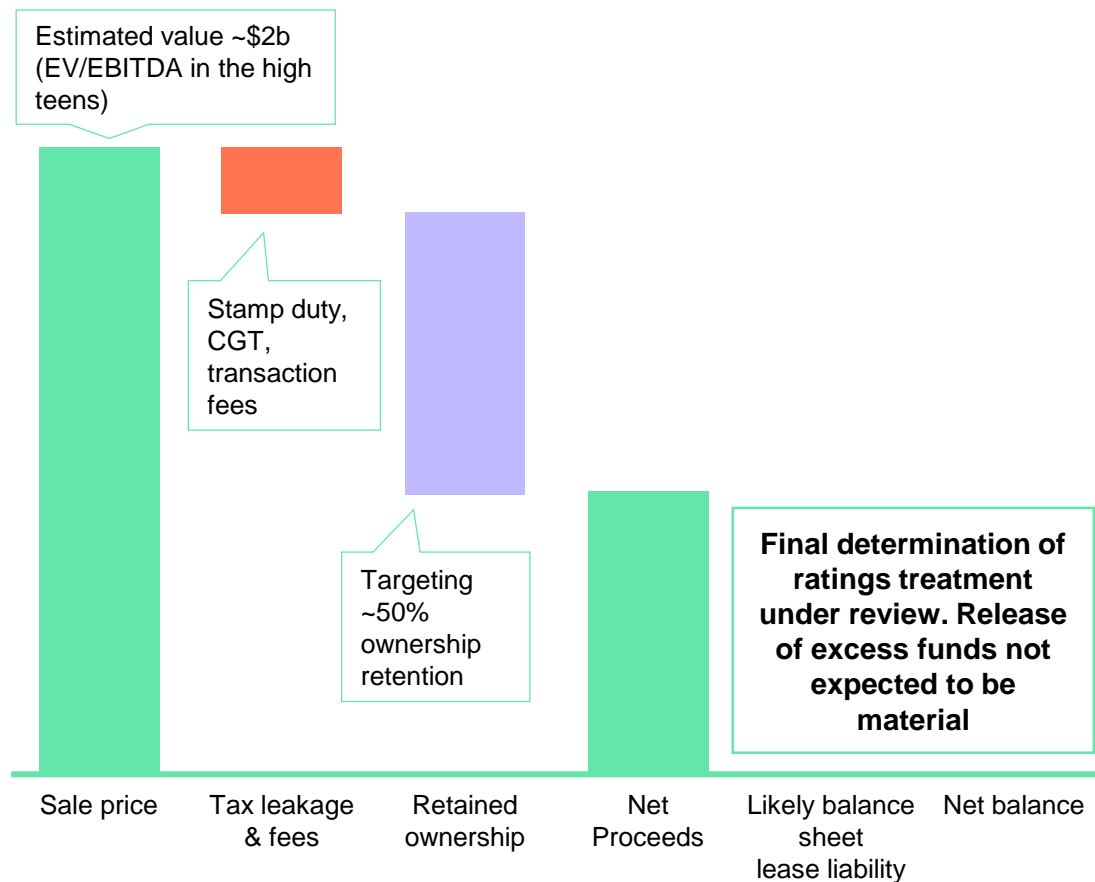 Estimated value ~$2b
(EV/EBITDA in the high
teens)
Stamp duty,
CGT,
transaction
fees
Targeting
~50%
ownership
retention
Final determination of
ratings treatment
under review. Release
of excess funds not
expected to be
material
Sale price
Tax leakage
& fees
Retained
ownership
Net
Proceeds
Likely balance
sheet
lease liability
Net balance